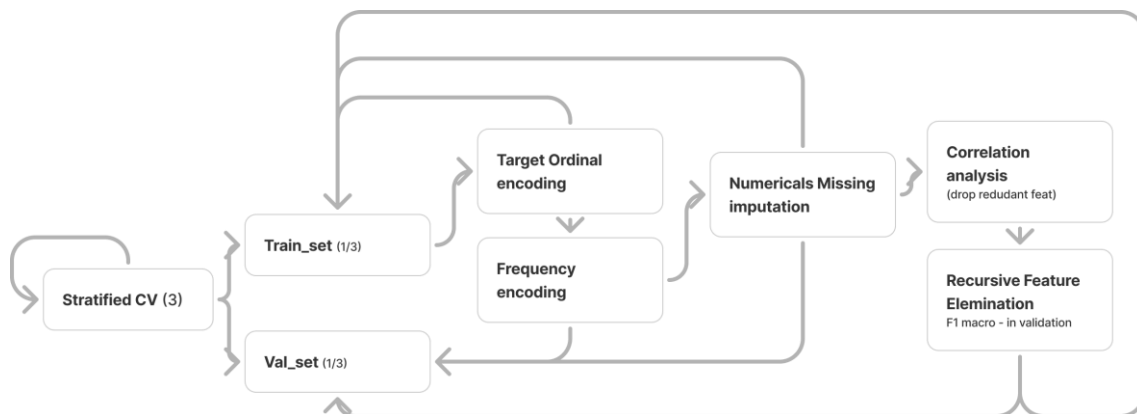 Stratified CV (3)
Train_set (1/3)
Val_set (1/3)
Target Ordinal
encoding
Frequency
encoding
Numericals Missing
imputation
Correlation
analysis
(drop redudant feat)
Recursive Feature
Elemination
F1 macro - in validation